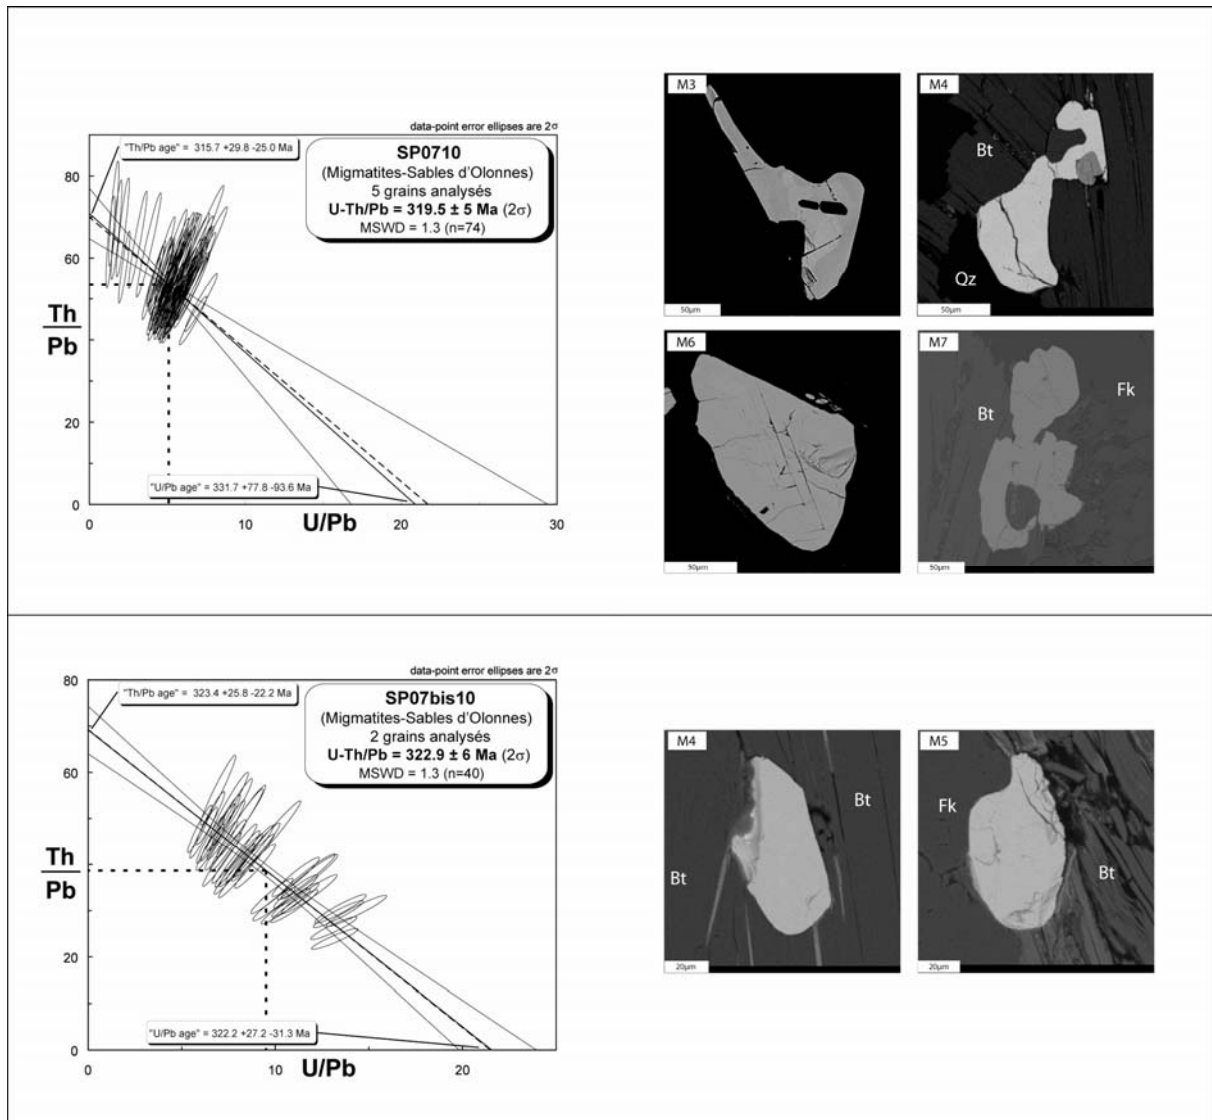 data-point error ellipses are 2σ
"Th/Pb age" = 315.7 +29.8 -25.0 Ma
SP0710
(Migmatites-Sables d'Olonnes)
5 grains analysés
U-Th/Pb = 319.5 ± 5 Ma (2σ)
MSWD = 1.3 (n=74)
80
60
40
20
0
Th
Pb
"U/Pb age" = 331.7 +77.8 -93.6 Ma
0 10 20 30
U/Pb
M3
50µm
M4
Bt
Qz
50µm
M6
50µm
M7
Bt
Fk
50µm
data-point error ellipses are 2σ
"Th/Pb age" = 323.4 +25.8 -22.2 Ma
SP07bis10
(Migmatites-Sables d'Olonnes)
2 grains analysés
U-Th/Pb = 322.9 ± 6 Ma (2σ)
MSWD = 1.3 (n=40)
80
60
40
20
0
Th
Pb
"U/Pb age" = 322.2 +27.2 -31.3 Ma
0 10 20
U/Pb
M4
Bt
Bt
20µm
M5
Fk
Bt
20µm